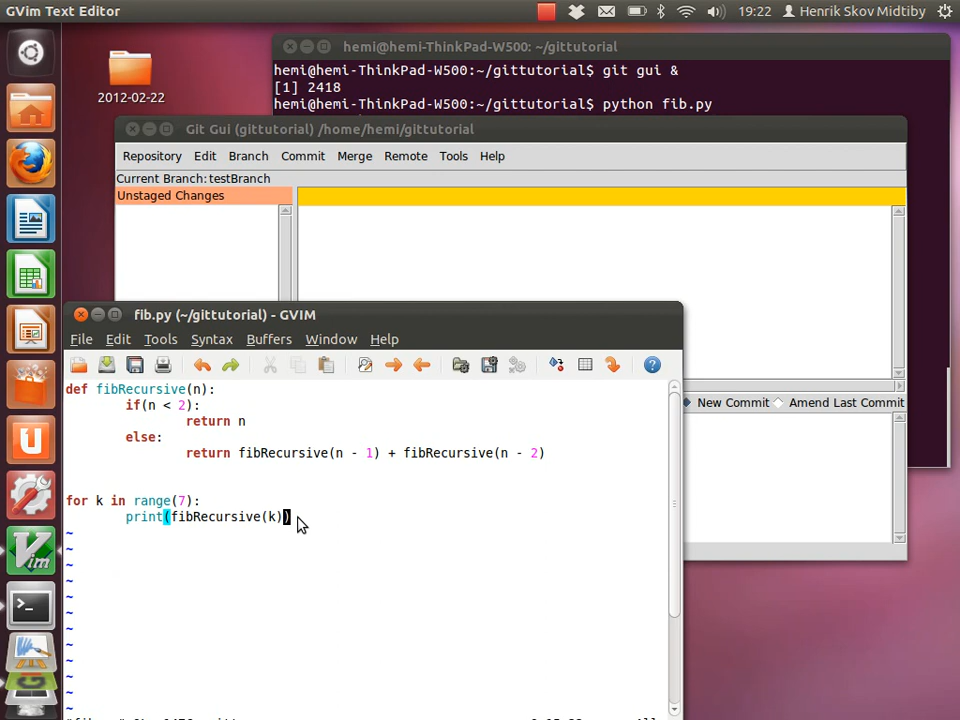 GVim Text Editor
19:22 Henrik Skov Midtiby
2012-02-22
hemi@hemi-ThinkPad-W500: ~/gittutorial
hemi@hemi-ThinkPad-W500:~/gittutorial$ git gui &
[1] 2418
hemi@hemi-ThinkPad-W500:~/gittutorial$ python fib.py
Git Gui (gittutorial) /home/hemi/gittutorial
Repository Edit Branch Commit Merge Remote Tools Help
Current Branch: testBranch
Unstaged Changes
New Commit Amend Last Commit
fib.py (~/gittutorial) - GVIM
File Edit Tools Syntax Buffers Window Help
def fibRecursive(n):
if(n < 2):
return n
else:
return fibRecursive(n - 1) + fibRecursive(n - 2)
for k in range(7):
print(fibRecursive(k))
~
~
~
~
~
~
~
~
~
~
~
~